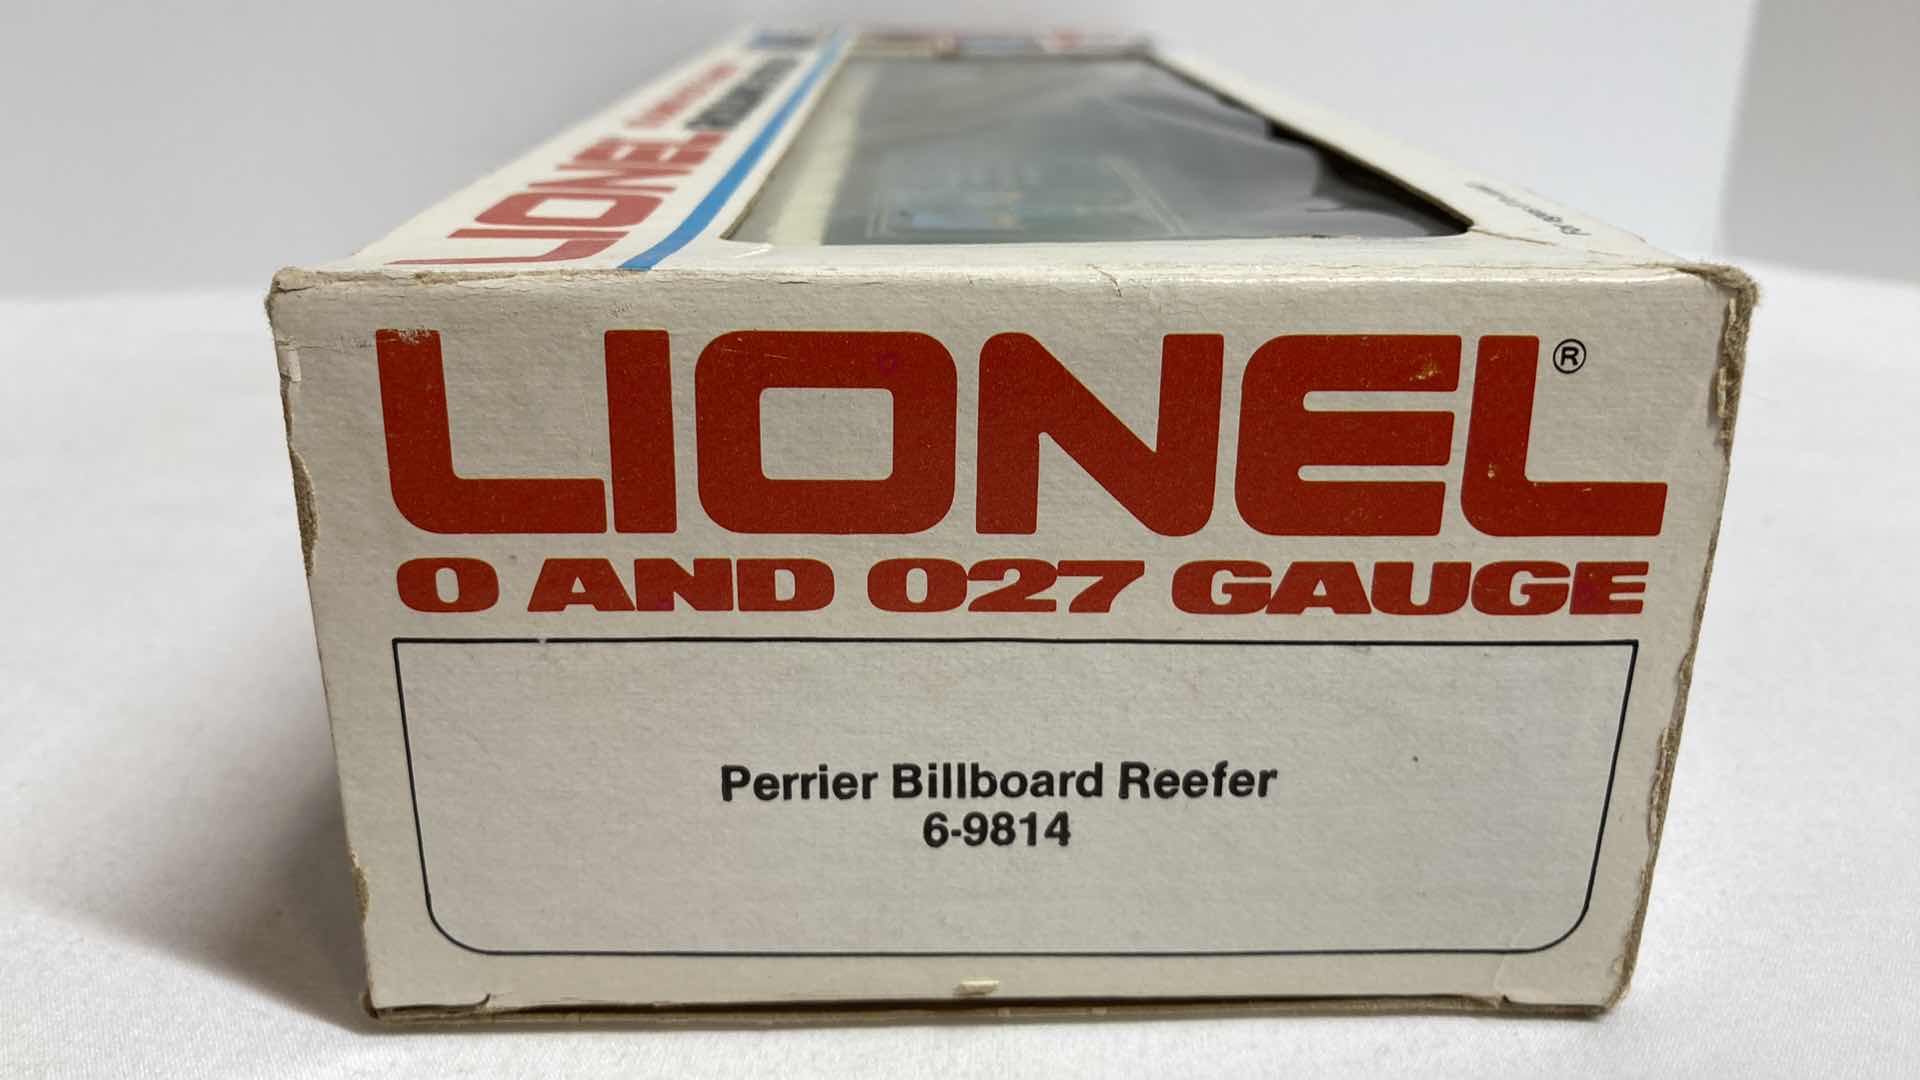 LIONEL
LIONEL®
O AND O27 GAUGE
Perrier Billboard Reefer
6-9814